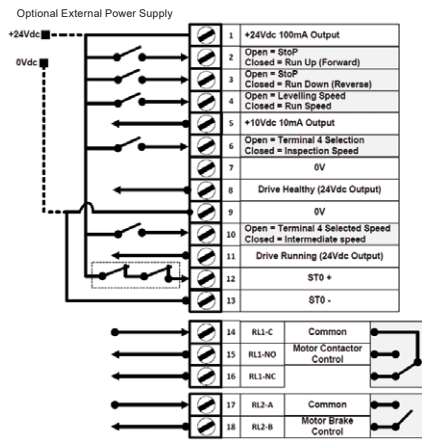 Optional External Power Supply
+24Vdc
0Vdc
1 +24Vdc 100mA Output
2 Open = StoP
Closed = Run Up (Forward)
3 Open = StoP
Closed = Run Down (Reverse)
4 Open = Levelling Speed
Closed = Run Speed
5 +10Vdc 10mA Output
6 Open = Terminal 4 Selection
Closed = Inspection Speed
7 0V
8 Drive Healthy (24Vdc Output)
9 0V
10 Open = Terminal 4 Selected Speed
Closed = Intermediate speed
11 Drive Running (24Vdc Output)
12 ST0 +
13 ST0 -
14 RL1-C Common
15 RL1-NO Motor Contactor
Control
16 RL1-NC
17 RL2-A Common
18 RL2-B Motor Brake
Control